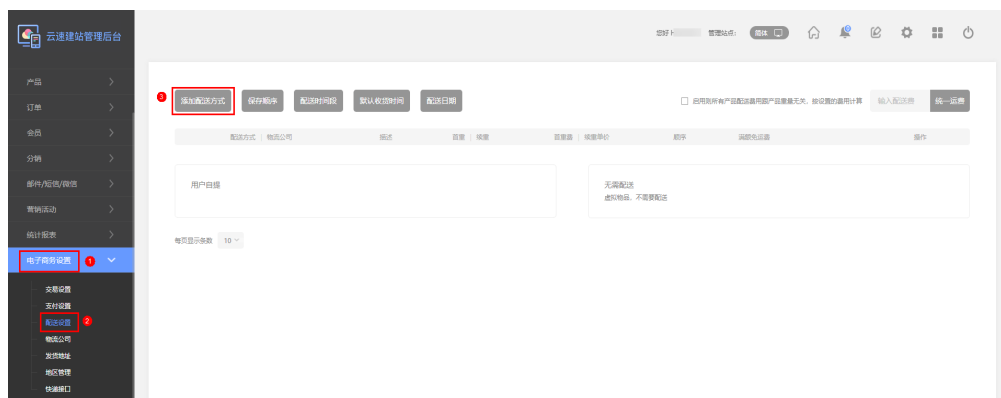 云速建站管理后台
您好 管理站点: 简体
产品
订单
会员
分销
邮件/短信/微信
营销活动
统计报表
电子商务设置 1
交易设置
支付设置
配送设置 2
物流公司
发货地址
地区管理
快递接口
3 添加配送方式 保存顺序 配送时间段 默认收货时间 配送日期
启用则所有产品配送费用跟产品重量无关，按设置的费用计算 输入配送费 统一运费
配送方式 | 物流公司 描述 首重 | 续重 首重费 | 续重单价 顺序 满额免运费 操作
用户自提
无需配送
虚拟物品，不需要配送
每页显示条数 10